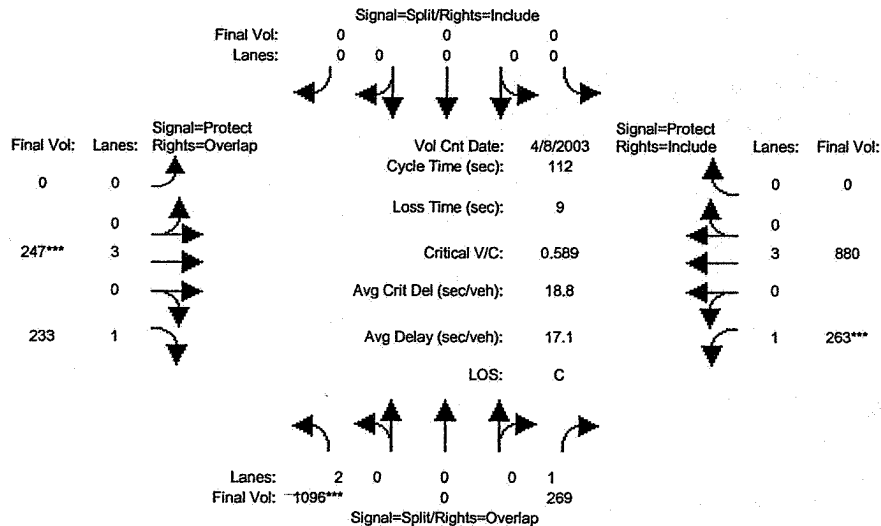 Signal=Split/Rights=Include
Final Vol: 0 0 0
Lanes: 0 0 0 0 0
Signal=Protect
Final Vol: Lanes: Rights=Overlap
Vol Cnt Date: 4/8/2003
Signal=Protect
Rights=Include Lanes: Final Vol:
Cycle Time (sec): 112
0 0
0 0
Loss Time (sec): 9
0
0
247*** 3
Critical V/C: 0.589
3 880
0
Avg Crit Del (sec/veh): 18.8
0
233 1
Avg Delay (sec/veh): 17.1
1 263***
LOS: C
Lanes: 2 0 0 0 1
Final Vol: 1096*** 0 269
Signal=Split/Rights=Overlap